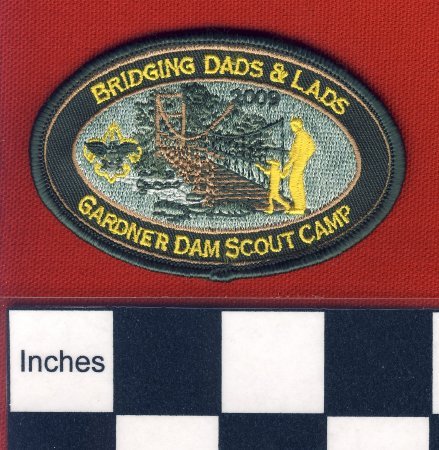 BRIDGING DADS & LADS
2009
GARDNER DAM SCOUT CAMP
Inches